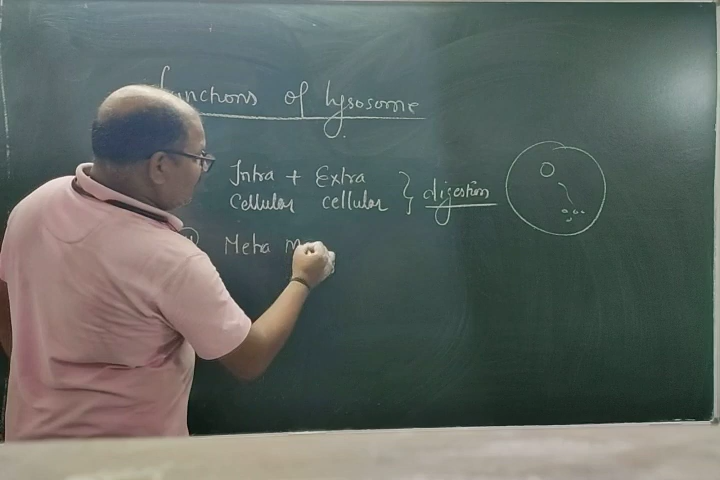 Functions of lysosome
Intra + Extra
Cellular cellular } digestion
Meta M